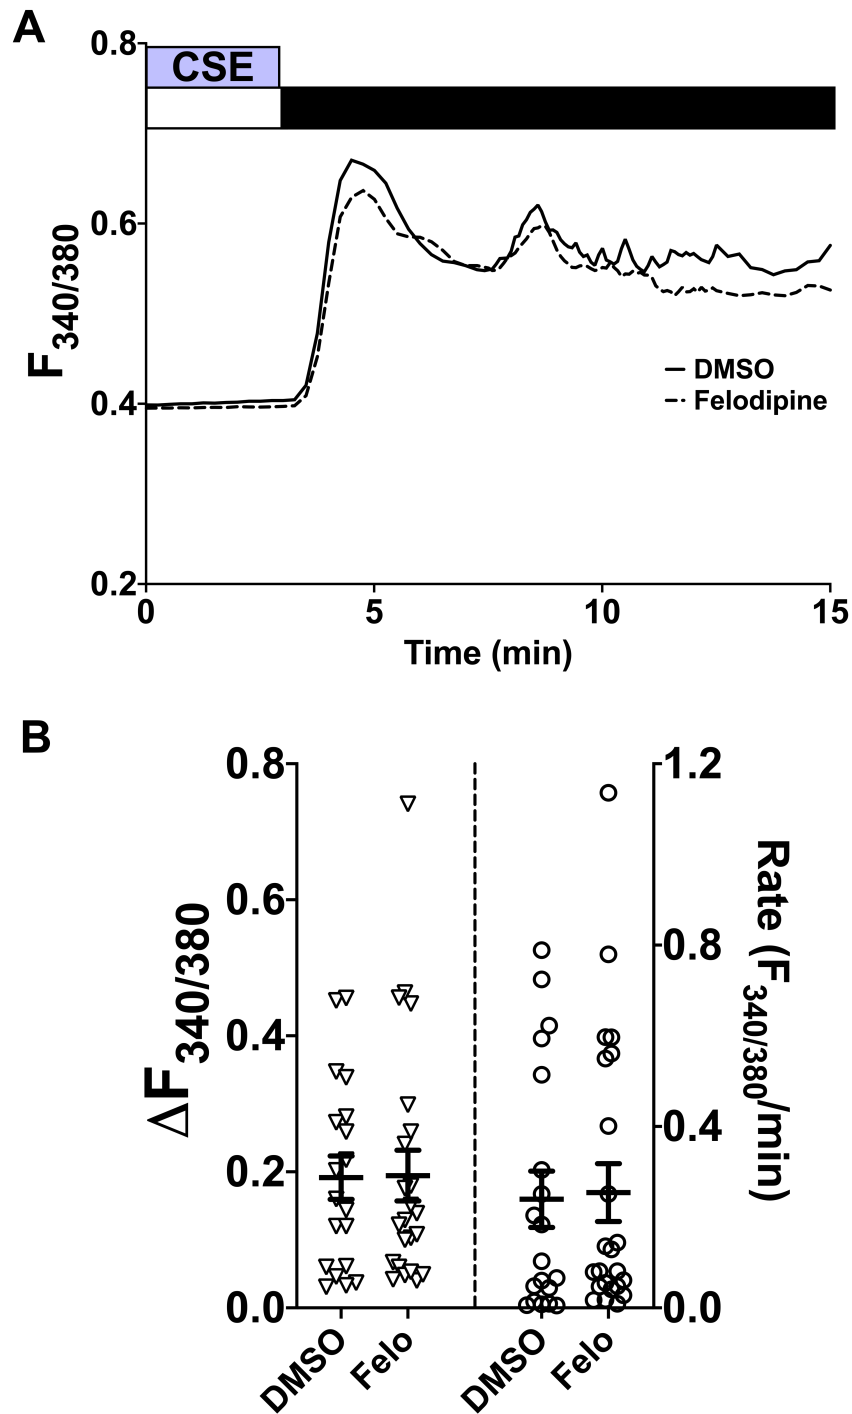 A
0.8
CSE
0.6
F340/380
0.4
DMSO
Felodipine
0.2
0 5 10 15
Time (min)
B
0.8 1.2
0.6
0.8
ΔF340/380
Rate (F340/380/min)
0.4
0.4
0.2
0.0 0.0
DMSO Felo DMSO Felo